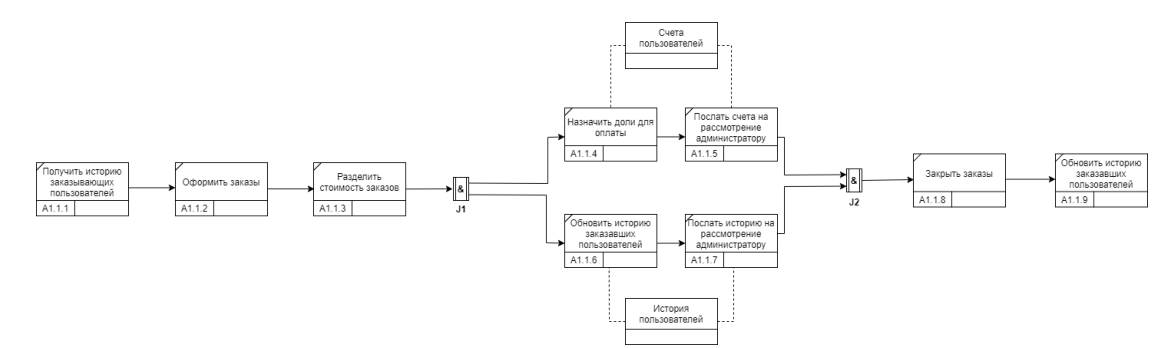 Счета
пользователей
Назначить доли для
оплаты
A1.1.4
Послать счета на
рассмотрение
администратору
A1.1.5
Получить историю
заказывающих
пользователей
A1.1.1
Оформить заказы
A1.1.2
Разделить
стоимость заказов
A1.1.3
&
J1
&
J2
Закрыть заказы
A1.1.8
Обновить историю
заказавших
пользователей
A1.1.9
Обновить историю
заказавших
пользователей
A1.1.6
Послать историю на
рассмотрение
администратору
A1.1.7
История
пользователей